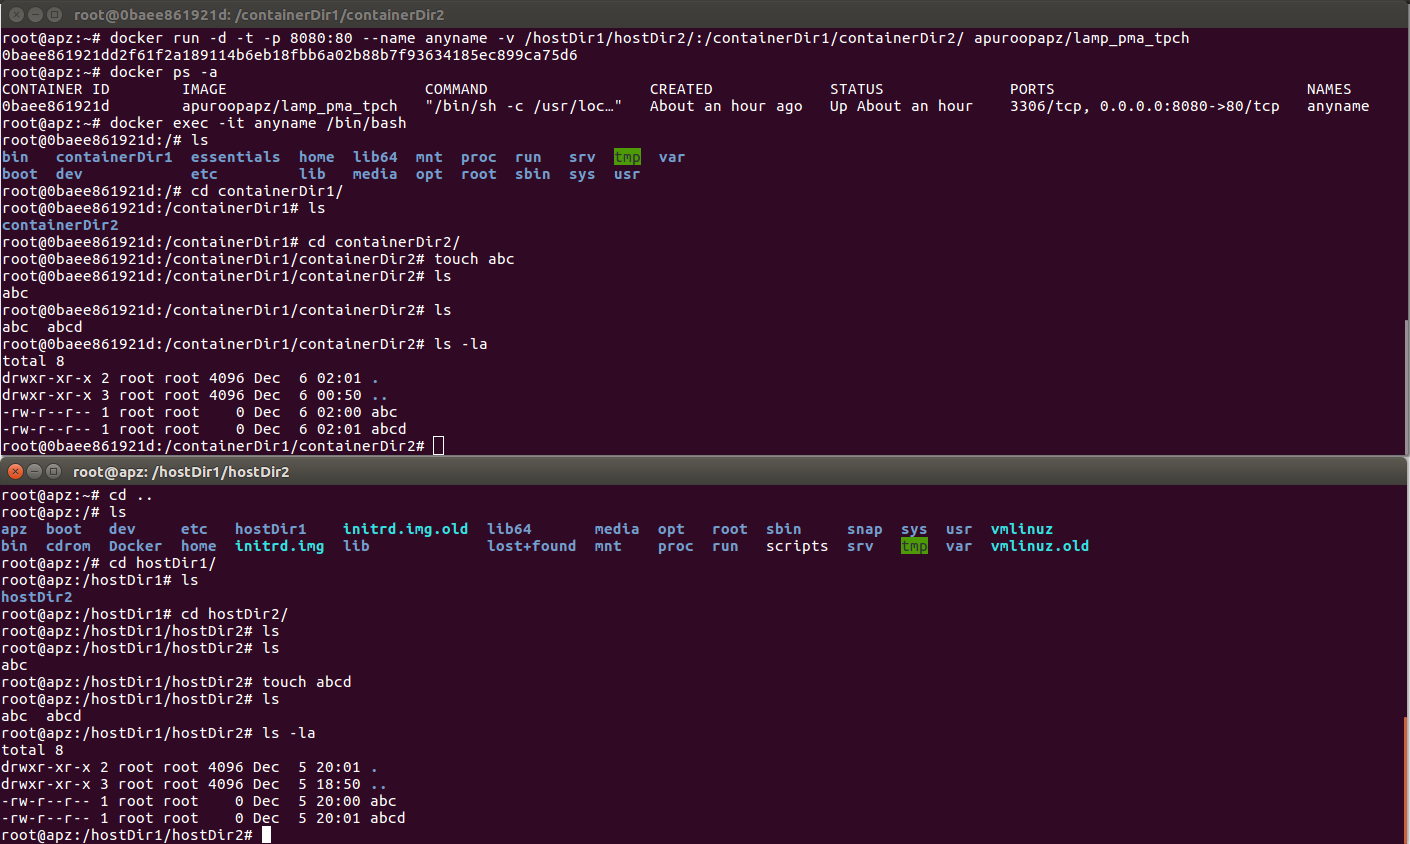 root@0baee861921d: /containerDir1/containerDir2
root@apz:~# docker run -d -t -p 8080:80 --name anyname -v /hostDir1/hostDir2/:/containerDir1/containerDir2/ apuroopapz/lamp_pma_tpch
0baee861921dd2f61f2a189114b6eb18fbb6a02b88b7f93634185ec899ca75d6
root@apz:~# docker ps -a
CONTAINER ID        IMAGE                      COMMAND                  CREATED             STATUS              PORTS                            NAMES
0baee861921d        apuroopapz/lamp_pma_tpch   "/bin/sh -c /usr/loc…"   About an hour ago   Up About an hour    3306/tcp, 0.0.0.0:8080->80/tcp   anyname
root@apz:~# docker exec -it anyname /bin/bash
root@0baee861921d:/# ls
bin   containerDir1  essentials  home  lib64  mnt  proc  run   srv  tmp  var
boot  dev            etc         lib   media  opt  root  sbin  sys  usr
root@0baee861921d:/# cd containerDir1/
root@0baee861921d:/containerDir1# ls
containerDir2
root@0baee861921d:/containerDir1# cd containerDir2/
root@0baee861921d:/containerDir1/containerDir2# touch abc
root@0baee861921d:/containerDir1/containerDir2# ls
abc
root@0baee861921d:/containerDir1/containerDir2# ls
abc  abcd
root@0baee861921d:/containerDir1/containerDir2# ls -la
total 8
drwxr-xr-x 2 root root 4096 Dec  6 02:01 .
drwxr-xr-x 3 root root 4096 Dec  6 00:50 ..
-rw-r--r-- 1 root root    0 Dec  6 02:00 abc
-rw-r--r-- 1 root root    0 Dec  6 02:01 abcd
root@0baee861921d:/containerDir1/containerDir2#
root@apz: /hostDir1/hostDir2
root@apz:~# cd ..
root@apz:/# ls
apz  boot   dev     etc   hostDir1    initrd.img.old  lib64       media  opt   root  sbin     snap  sys  usr  vmlinuz
bin  cdrom  Docker  home  initrd.img  lib             lost+found  mnt    proc  run   scripts  srv   tmp  var  vmlinuz.old
root@apz:/# cd hostDir1/
root@apz:/hostDir1# ls
hostDir2
root@apz:/hostDir1# cd hostDir2/
root@apz:/hostDir1/hostDir2# ls
root@apz:/hostDir1/hostDir2# ls
abc
root@apz:/hostDir1/hostDir2# touch abcd
root@apz:/hostDir1/hostDir2# ls
abc  abcd
root@apz:/hostDir1/hostDir2# ls -la
total 8
drwxr-xr-x 2 root root 4096 Dec  5 20:01 .
drwxr-xr-x 3 root root 4096 Dec  5 18:50 ..
-rw-r--r-- 1 root root    0 Dec  5 20:00 abc
-rw-r--r-- 1 root root    0 Dec  5 20:01 abcd
root@apz:/hostDir1/hostDir2#